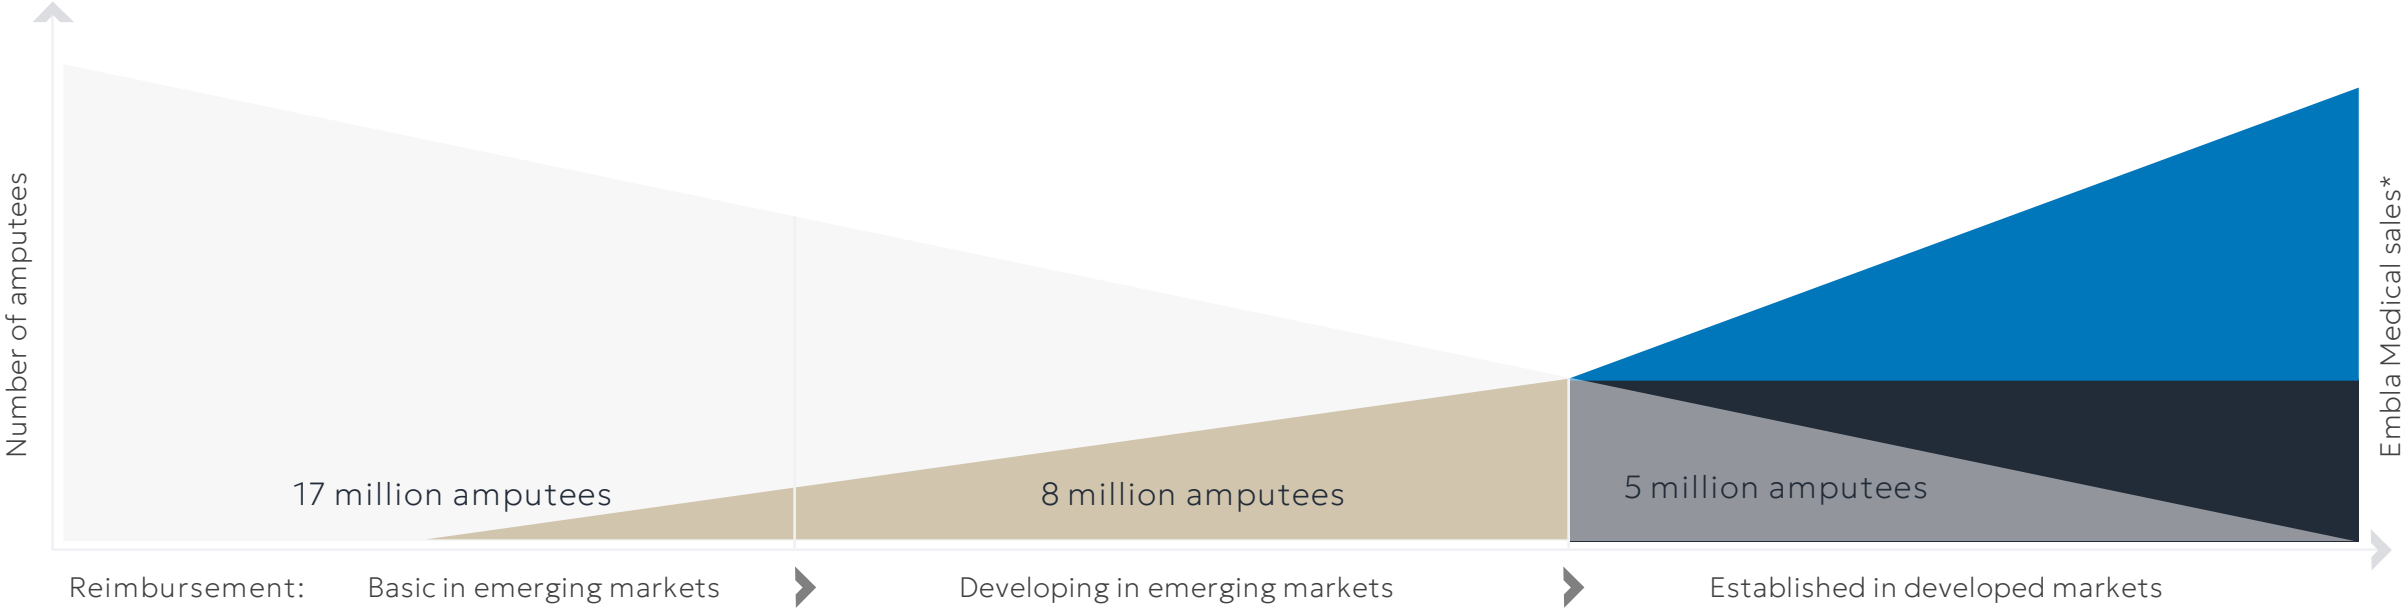 Number of amputees
17 million amputees
8 million amputees
5 million amputees
Embla Medical sales*
Reimbursement:
Basic in emerging markets
Developing in emerging markets
Established in developed markets